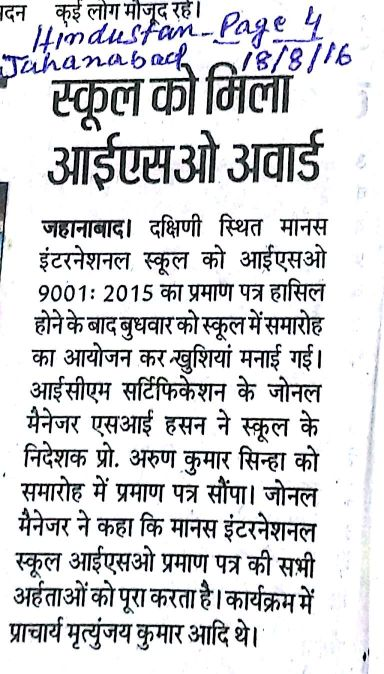 कई लोग मौजूद रहे।
Hindustan - Page 4
Jahanabad 18/8/16
स्कूल को मिला
आईएसओ अवार्ड
जहानाबाद। दक्षिणी स्थित मानस
इंटरनेशनल स्कूल को आईएसओ
9001: 2015 का प्रमाण पत्र हासिल
होने के बाद बुधवार को स्कूल में समारोह
का आयोजन कर खुशियां मनाई गई।
आईसीएम सर्टिफिकेशन के जोनल
मैनेजर एसआई हसन ने स्कूल के
निदेशक प्रो. अरुण कुमार सिन्हा को
समारोह में प्रमाण पत्र सौंपा। जोनल
मैनेजर ने कहा कि मानस इंटरनेशनल
स्कूल आईएसओ प्रमाण पत्र की सभी
अर्हताओं को पूरा करता है। कार्यक्रम में
प्राचार्य मृत्युंजय कुमार आदि थे।